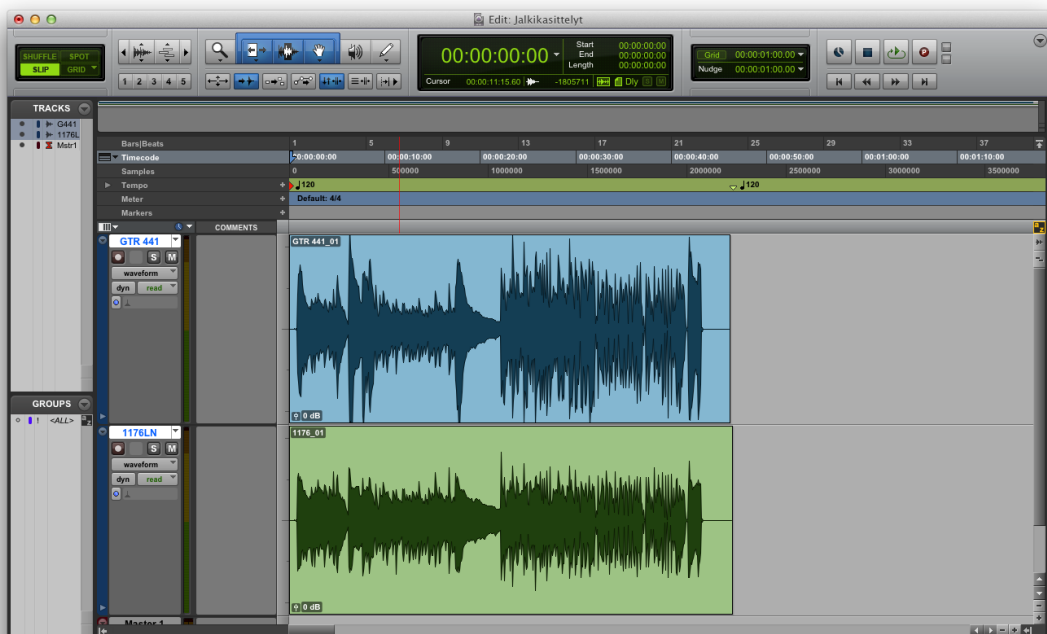 Edit: Jalkikasittelyt
SHUFFLE SPOT
SLIP GRID
1 2 3 4 5
00:00:00:00
Start 00:00:00:00
End 00:00:00:00
Length 00:00:00:00
Cursor 00:00:11:15.60 -1805711 Dly S M
Grid 00:00:01:00.00
Nudge 00:00:01:00.00
TRACKS
G441
1176L
Mstr1
Bars|Beats 1 5 9 13 17 21 25 29 33 37
Timecode 0:00:00:00 00:00:10:00 00:00:20:00 00:00:30:00 00:00:40:00 00:00:50:00 00:01:00:00 00:01:10:00
Samples 0 500000 1000000 1500000 2000000 2500000 3000000 3500000
Tempo 120 120
Meter Default: 4/4
Markers
COMMENTS
GTR 441
S M
waveform
dyn read
GTR 441_01
0 dB
GROUPS
1 <ALL>
1176LN
S M
waveform
dyn read
1176_01
0 dB
Master 1